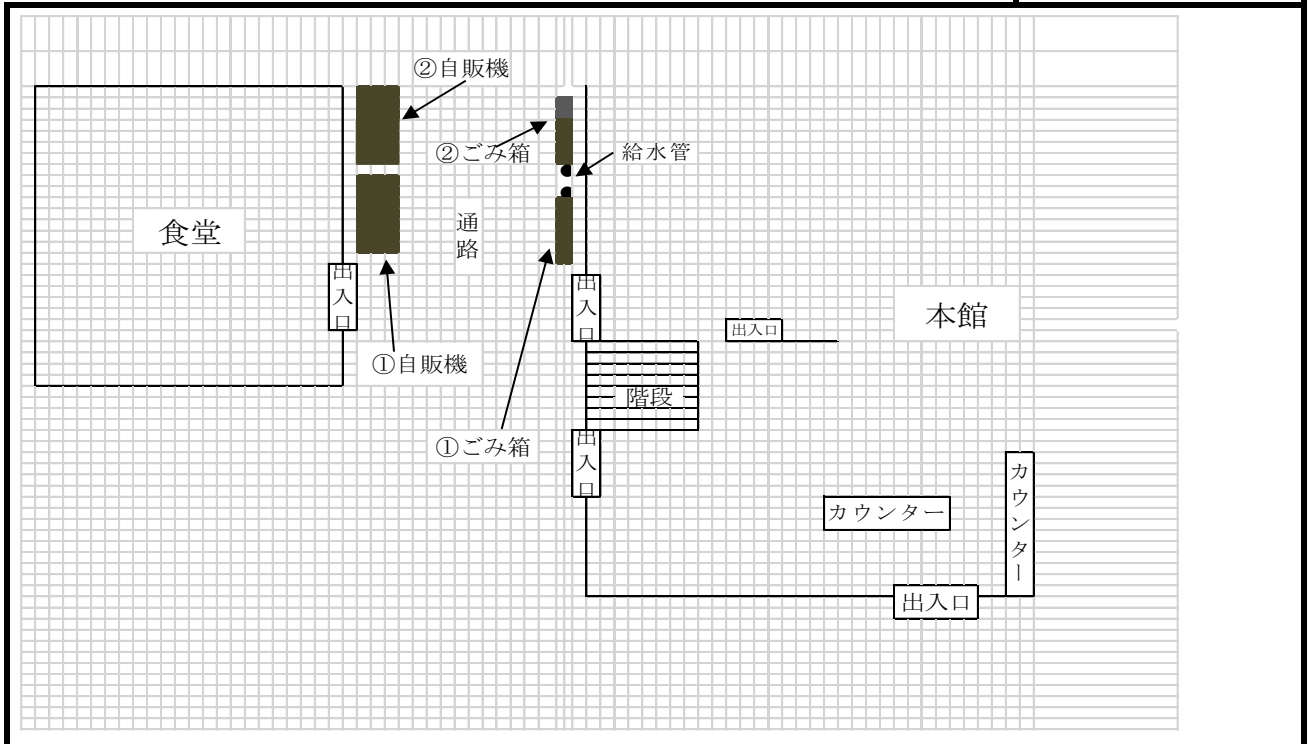 ②自販機
②ごみ箱
給水管
食堂
通路
出入口
出入口
出入口
本館
①自販機
階段
①ごみ箱
出入口
カウンター
カウンター
出入口